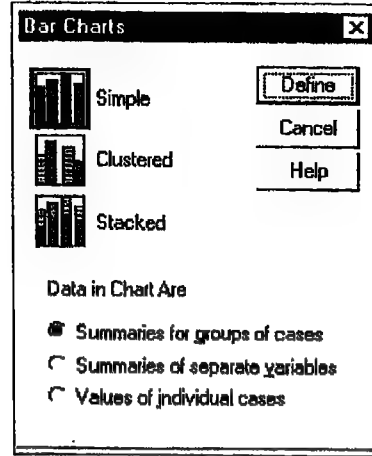 Bar Charts
Simple
Define
Cancel
Clustered
Help
Stacked
Data in Chart Are
Summaries for groups of cases
Summaries of separate variables
Values of individual cases